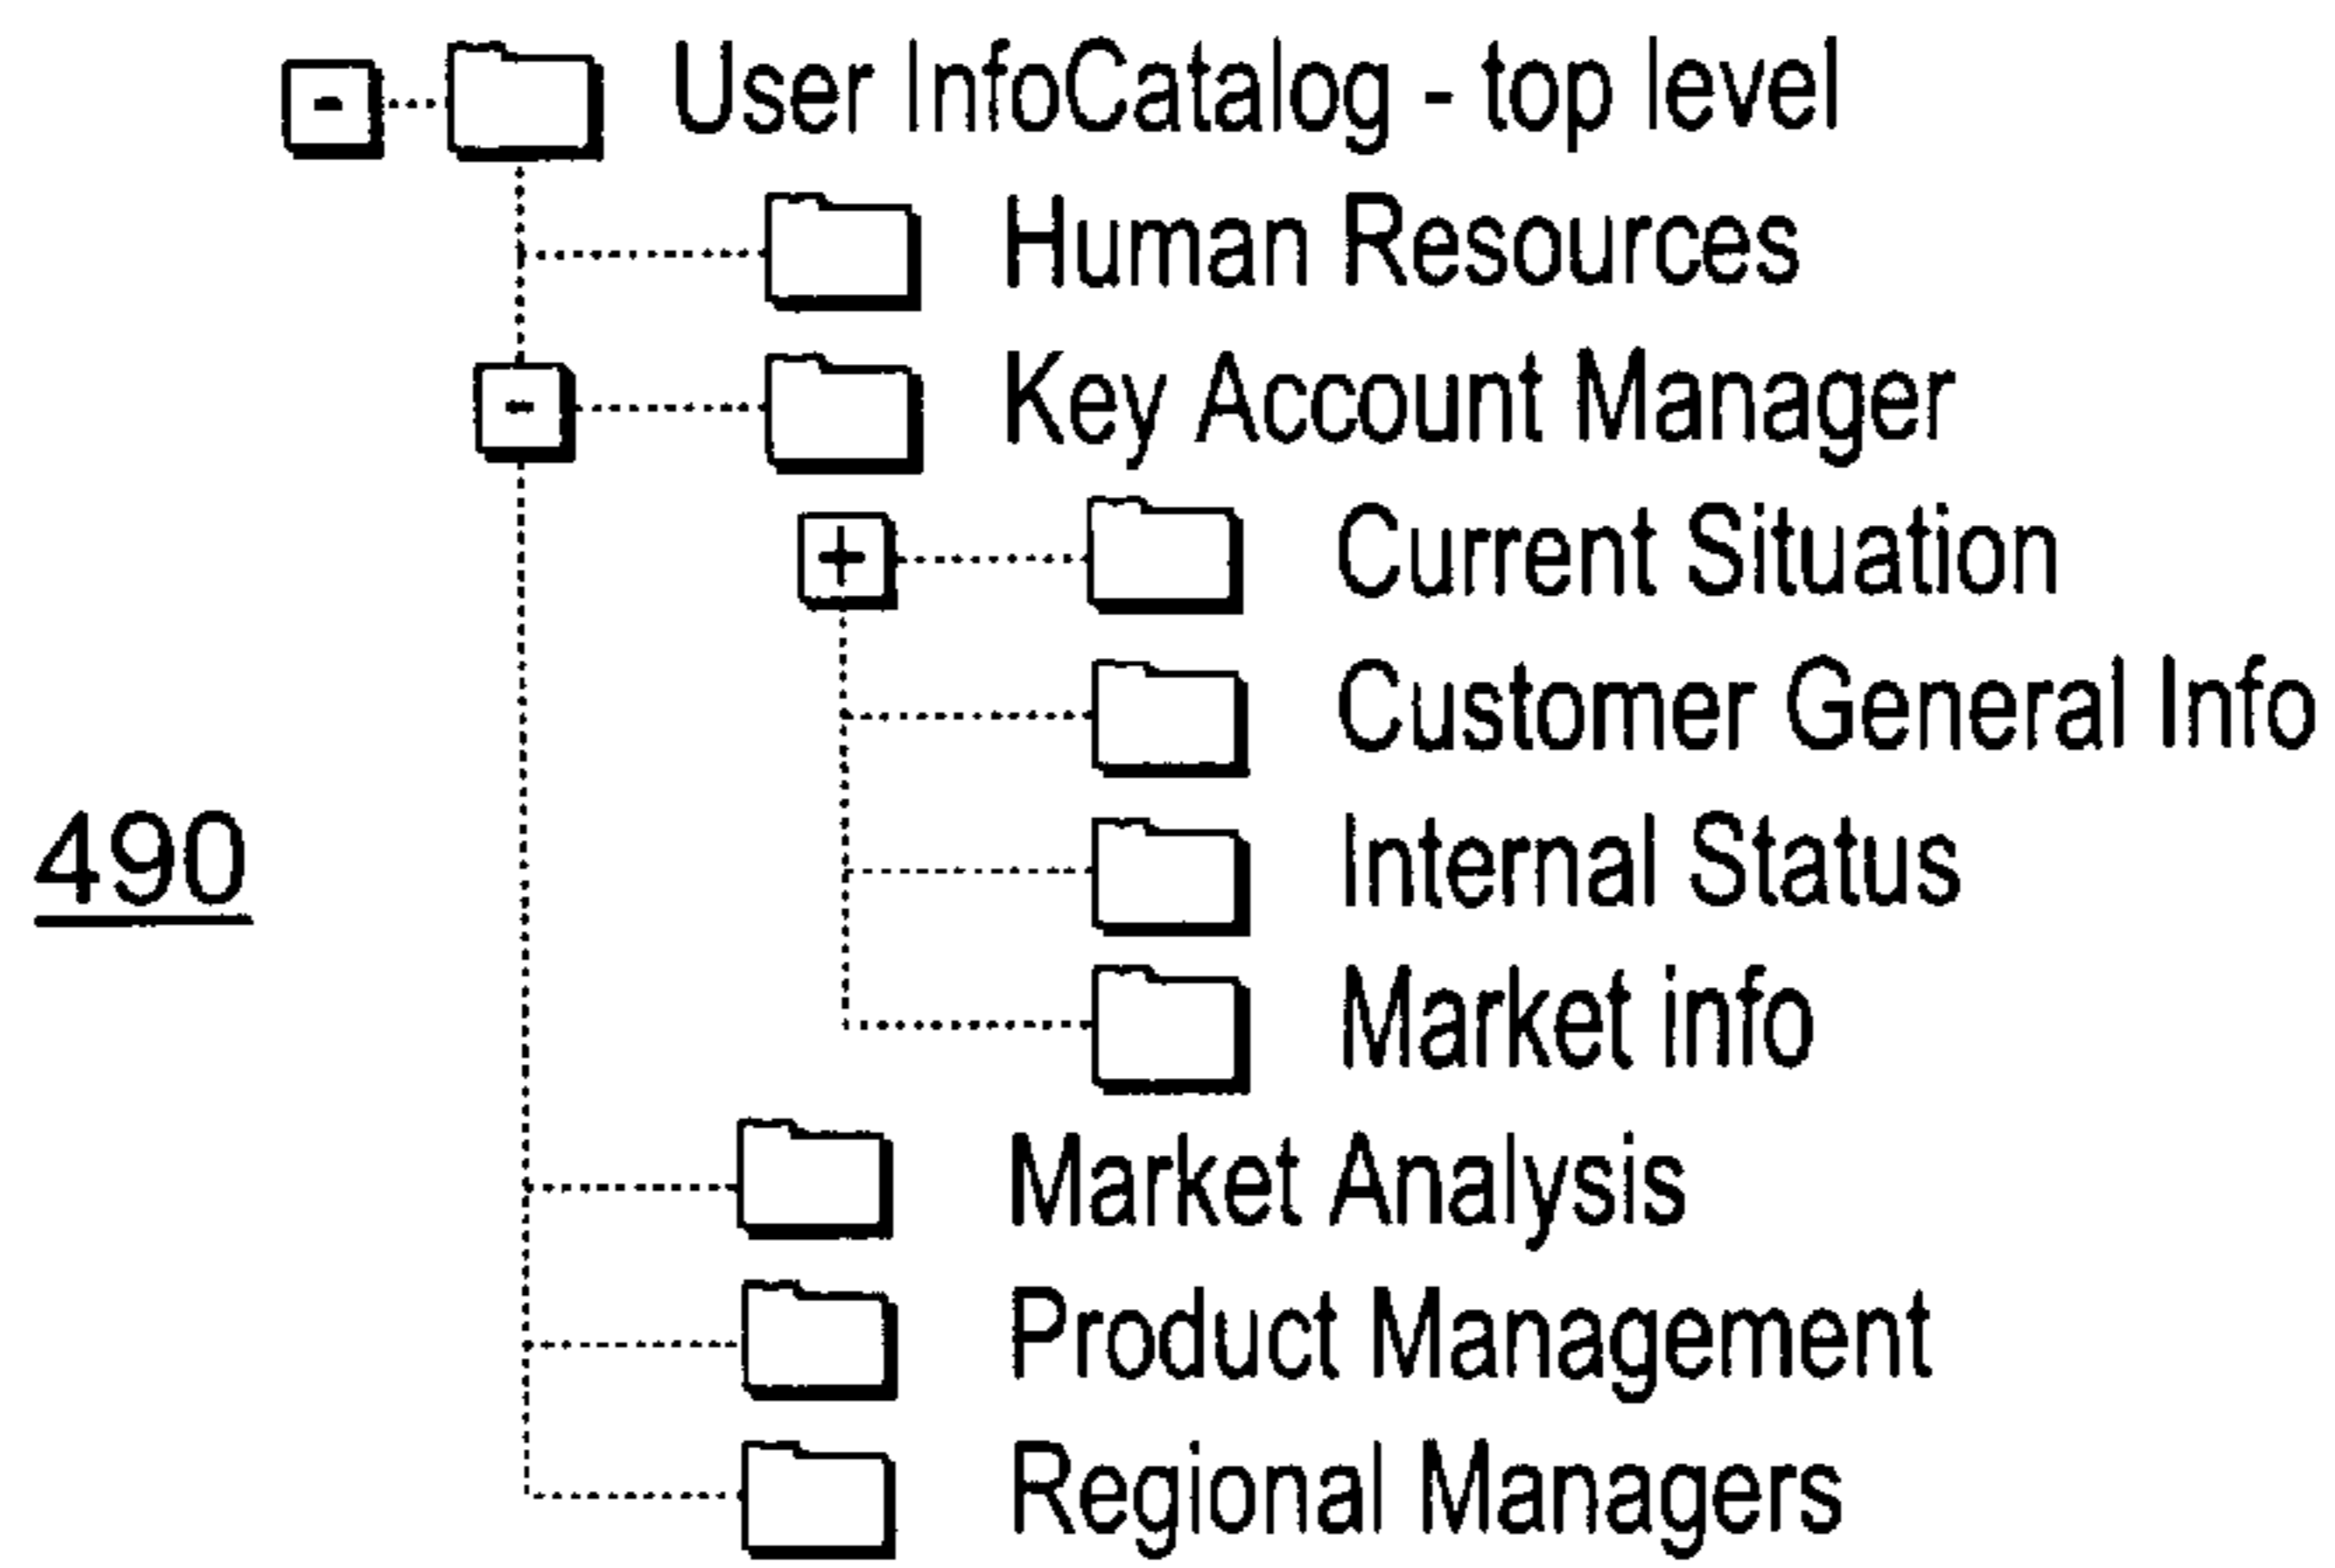 User InfoCatalog - top level
Human Resources
Key Account Manager
Current Situation
Customer General Info
Internal Status
490
Market info
Market Analysis
Product Management
Regional Managers